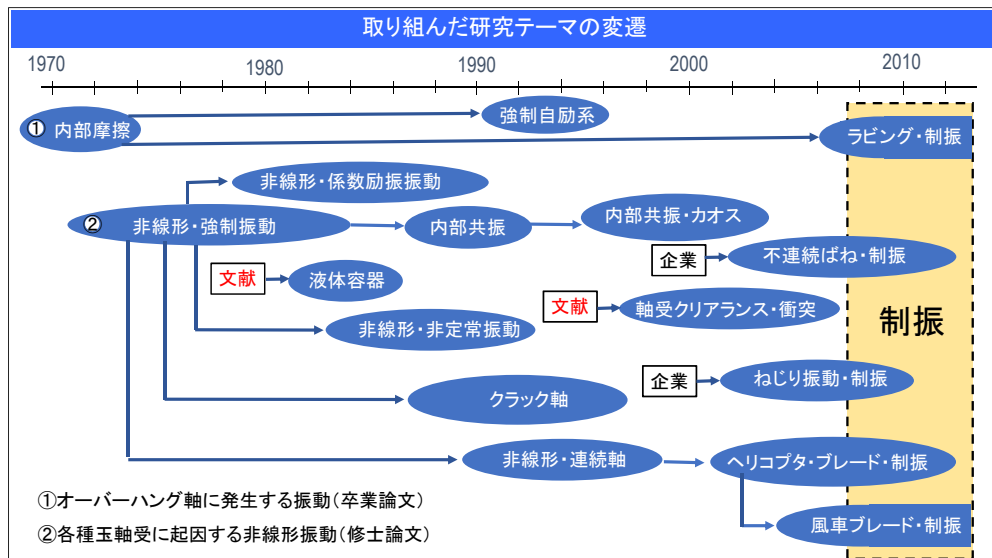 取り組んだ研究テーマの変遷
1970 1980 1990 2000 2010
① 内部摩擦
強制自励系
ラビング・制振
非線形・係数励振振動
② 非線形・強制振動
内部共振
内部共振・カオス
企業
不連続ばね・制振
文献
液体容器
文献
軸受クリアランス・衝突
制振
非線形・非定常振動
企業
ねじり振動・制振
クラック軸
非線形・連続軸
ヘリコプタ・ブレード・制振
①オーバーハング軸に発生する振動(卒業論文)
風車ブレード・制振
②各種玉軸受に起因する非線形振動(修士論文)